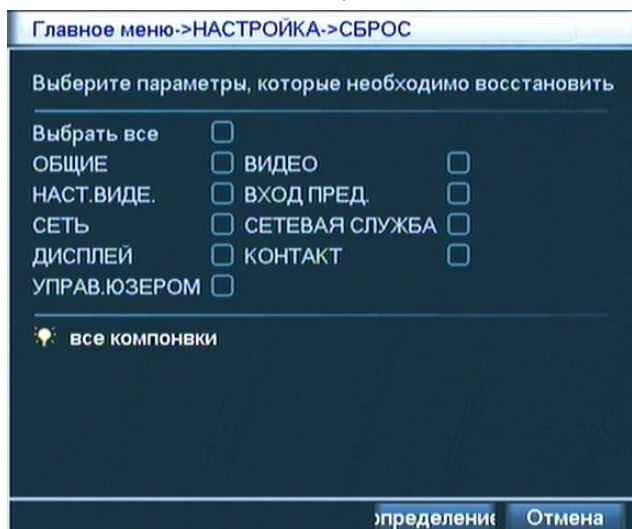 Главное меню->НАСТРОЙКА->СБРОС
Выберите параметры, которые необходимо восстановить
Выбрать все
ОБЩИЕ ВИДЕО
НАСТ.ВИДЕ. ВХОД ПРЕД.
СЕТЬ СЕТЕВАЯ СЛУЖБА
ДИСПЛЕЙ КОНТАКТ
УПРАВ.ЮЗЕРОМ
все компонвки
определение Отмена